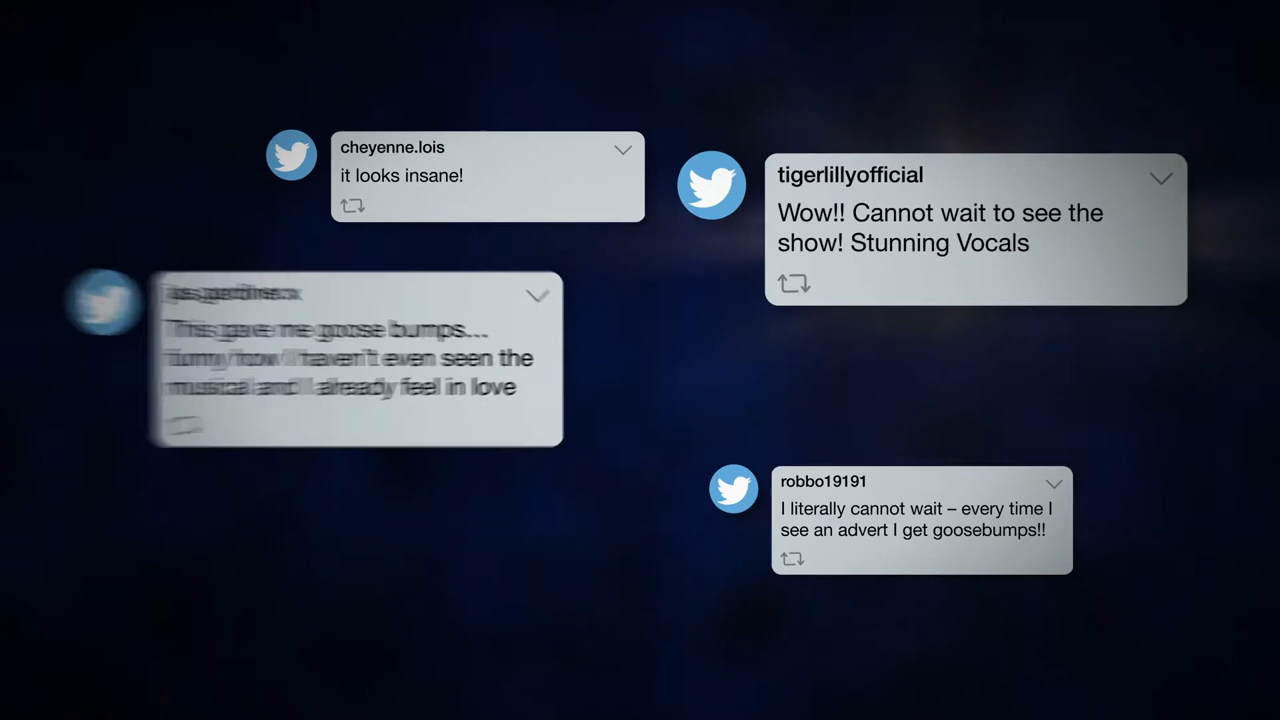 cheyenne.lois
it looks insane!
tigerlillyofficial
Wow!! Cannot wait to see the
show! Stunning Vocals
This gave me goose bumps...
funny how I haven't even seen the
musical and I already feel in love
robbo19191
I literally cannot wait – every time I
see an advert I get goosebumps!!